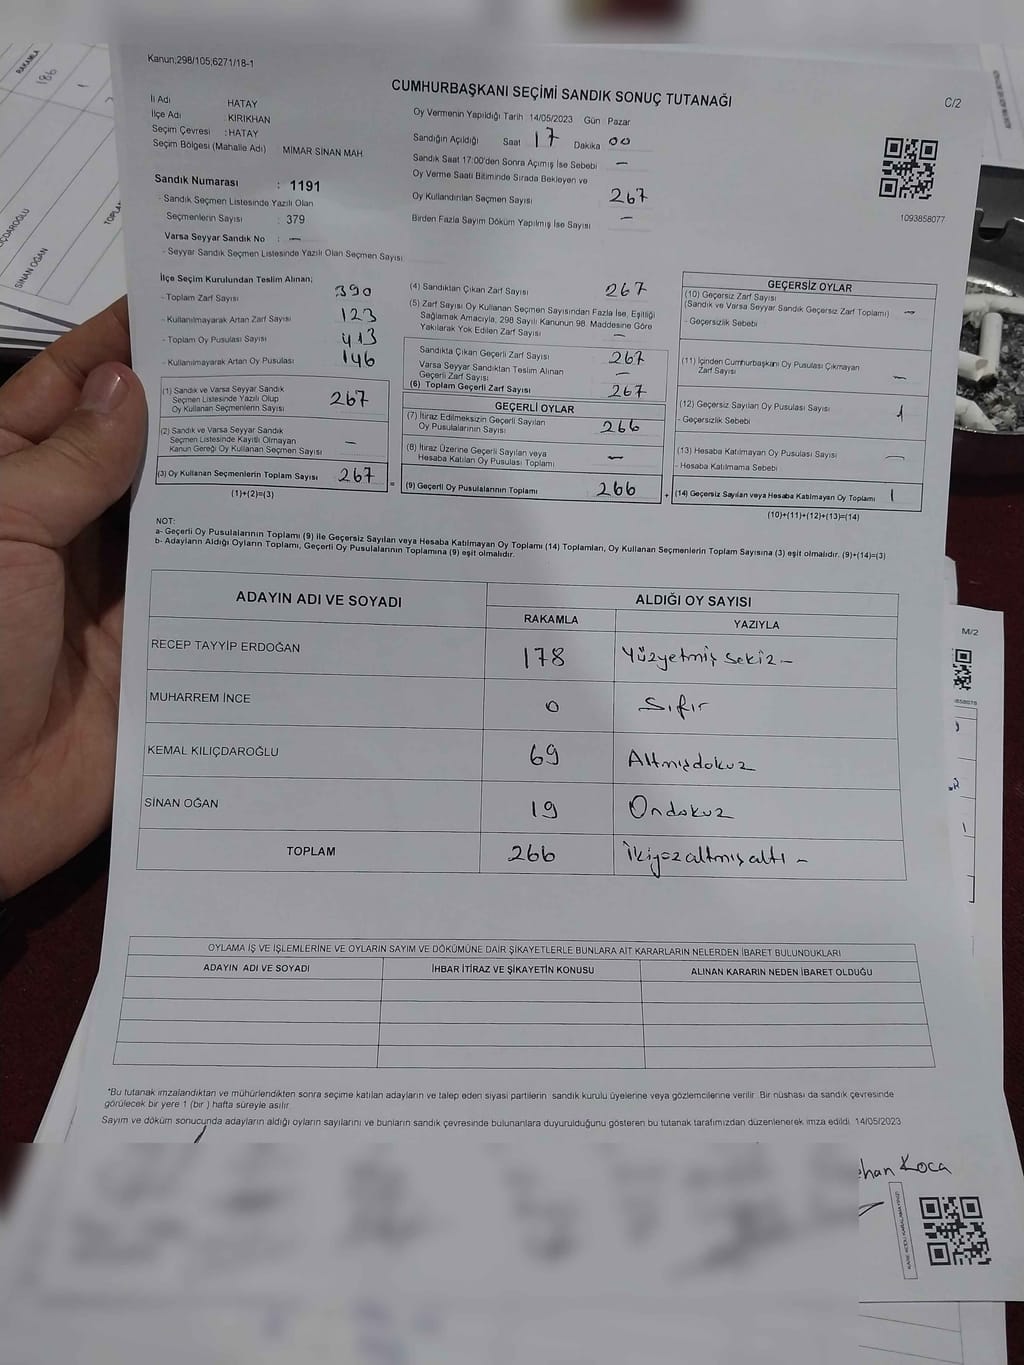 RAKAMLA
186
SİNAN OĞAN
Kanun;298/105;6271/18-1
CUMHURBAŞKANI SEÇİMİ SANDIK SONUÇ TUTANAĞI
C/2
İl Adı HATAY
İlçe Adı : KIRIKHAN
Seçim Çevresi : HATAY
Seçim Bölgesi (Mahalle Adı) MİMAR SİNAN MAH.
Sandık Numarası : 1191
- Sandık Seçmen Listesinde Yazılı Olan
Seçmenlerin Sayısı : 379
Varsa Seyyar Sandık No : —
- Seyyar Sandık Seçmen Listesinde Yazılı Olan Seçmen Sayısı
Oy Vermenin Yapıldığı Tarih 14/05/2023 Gün Pazar
Sandığın Açıldığı Saat 17 Dakika 00
Sandık Saat 17:00'den Sonra Açımış İse Sebebi —
Oy Verme Saati Bitiminde Sırada Bekleyen ve
Oy Kullandırılan Seçmen Sayısı 267
Birden Fazla Sayım Döküm Yapılmış İse Sayısı —
1093858077
İlçe Seçim Kurulundan Teslim Alınan;
- Toplam Zarf Sayısı 390
- Kullanılmayarak Artan Zarf Sayısı 123
- Toplam Oy Pusulası Sayısı 413
- Kullanılmayarak Artan Oy Pusulası 146
(1) Sandık ve Varsa Seyyar Sandık
Seçmen Listesinde Yazılı Olup
Oy Kullanan Seçmenlerin Sayısı 267
(2) Sandık ve Varsa Seyyar Sandık
Seçmen Listesinde Kayıtlı Olmayan
Kanun Gereği Oy Kullanan Seçmen Sayısı —
(3) Oy Kullanan Seçmenlerin Toplam Sayısı 267 =
(1)+(2)=(3)
(4) Sandıktan Çıkan Zarf Sayısı 267
(5) Zarf Sayısı Oy Kullanan Seçmen Sayısından Fazla İse, Eşitliği
Sağlamak Amacıyla, 298 Sayılı Kanunun 98. Maddesine Göre
Yakılarak Yok Edilen Zarf Sayısı —
Sandıkta Çıkan Geçerli Zarf Sayısı 267
Varsa Seyyar Sandıktan Teslim Alınan
Geçerli Zarf Sayısı —
(6) Toplam Geçerli Zarf Sayısı 267
GEÇERLİ OYLAR
(7) İtiraz Edilmeksizin Geçerli Sayılan
Oy Pusulalarının Sayısı 266
(8) İtiraz Üzerine Geçerli Sayılan veya
Hesaba Katılan Oy Pusulası Toplamı —
(9) Geçerli Oy Pusulalarının Toplamı 266 +
GEÇERSİZ OYLAR
(10) Geçersiz Zarf Sayısı
(Sandık ve Varsa Seyyar Sandık Geçersiz Zarf Toplamı) —
- Geçersizlik Sebebi
(11) İçinden Cumhurbaşkanı Oy Pusulası Çıkmayan
Zarf Sayısı —
(12) Geçersiz Sayılan Oy Pusulası Sayısı 1
- Geçersizlik Sebebi
(13) Hesaba Katılmayan Oy Pusulası Sayısı —
- Hesaba Katılmama Sebebi
(14) Geçersiz Sayılan veya Hesaba Katılmayan Oy Toplamı 1
(10)+(11)+(12)+(13)=(14)
NOT:
a- Geçerli Oy Pusulalarının Toplamı (9) ile Geçersiz Sayılan veya Hesaba Katılmayan Oy Toplamı (14) Toplamları, Oy Kullanan Seçmenlerin Toplam Sayısına (3) eşit olmalıdır. (9)+(14)=(3)
b- Adayların Aldığı Oyların Toplamı, Geçerli Oy Pusulalarının Toplamına (9) eşit olmalıdır.
ADAYIN ADI VE SOYADI ALDIĞI OY SAYISI
RAKAMLA YAZIYLA
RECEP TAYYİP ERDOĞAN 178 Yüzyetmiş sekiz —
MUHARREM İNCE 0 Sıfır
KEMAL KILIÇDAROĞLU 69 Altmışdokuz
SİNAN OĞAN 19 Ondokuz
TOPLAM 266 İkiyüzaltmışaltı —
OYLAMA İŞ VE İŞLEMLERİNE VE OYLARIN SAYIM VE DÖKÜMÜNE DAİR ŞİKAYETLERLE BUNLARA AİT KARARLARIN NELERDEN İBARET BULUNDUKLARI
ADAYIN ADI VE SOYADI İHBAR İTİRAZ VE ŞİKAYETİN KONUSU ALINAN KARARIN NEDEN İBARET OLDUĞU
*Bu tutanak imzalandıktan ve mühürlendikten sonra seçime katılan adayların ve talep eden siyasi partilerin sandık kurulu üyelerine veya gözlemcilerine verilir. Bir nüshası da sandık çevresinde
görülecek bir yere 1 (bir ) hafta süreyle asılır.
Sayım ve döküm sonucunda adayların aldığı oyların sayılarını ve bunların sandık çevresinde bulunanlara duyurulduğunu gösteren bu tutanak tarafımızdan düzenlenerek imza edildi. 14/05/2023
han Koca
M/2